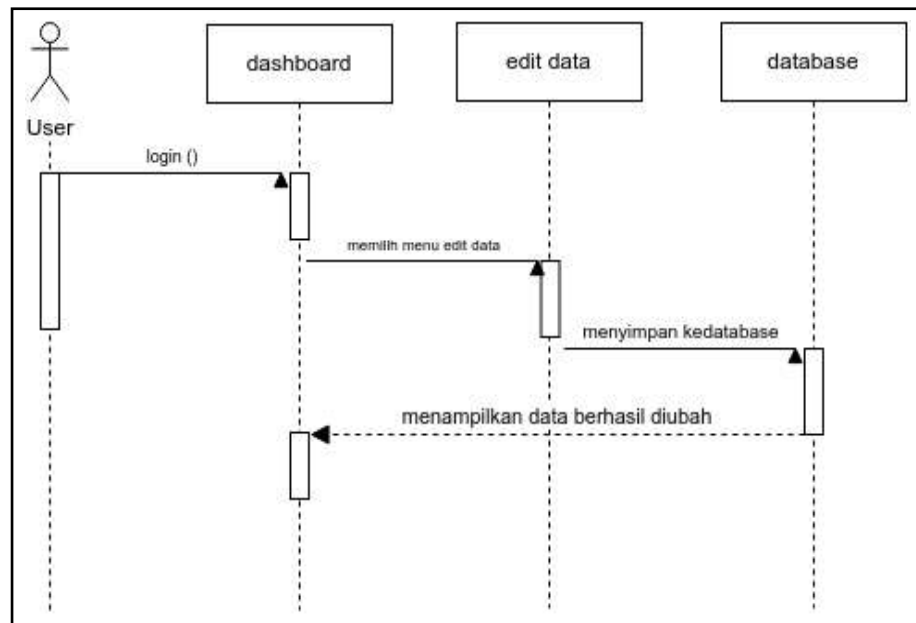 dashboard
edit data
database
User
login ()
memilih menu edit data
menyimpan kedatabase
menampilkan data berhasil diubah